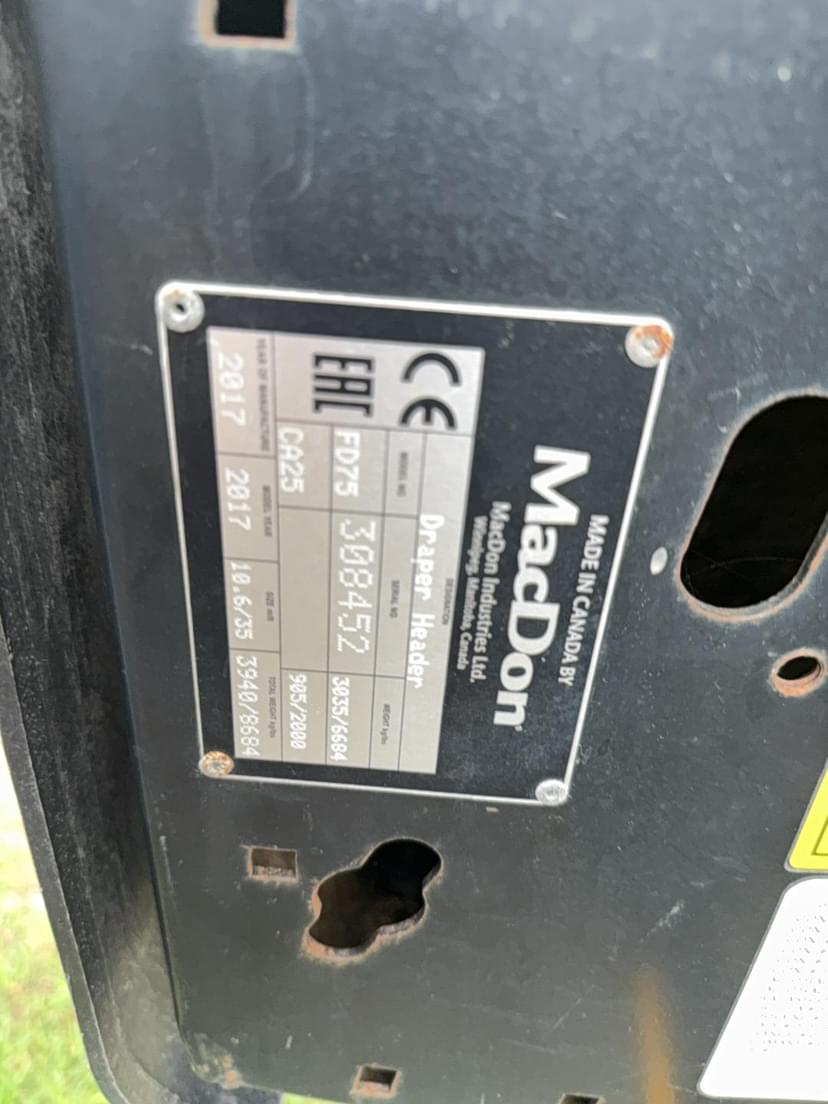 MADE IN CANADA BY
MacDon
MacDon Industries Ltd.
Winnipeg, Manitoba, Canada
CE
DESIGNATION
Draper Header
MODEL NO. SERIAL NO. WEIGHT kg/lbs
EAC
FD75 308452 3035/6684
CA25 905/2000
YEAR OF MANUFACTURE MODEL YEAR SIZE m/ft TOTAL WEIGHT kg/lbs
2017 2017 10.6/35 3940/8684